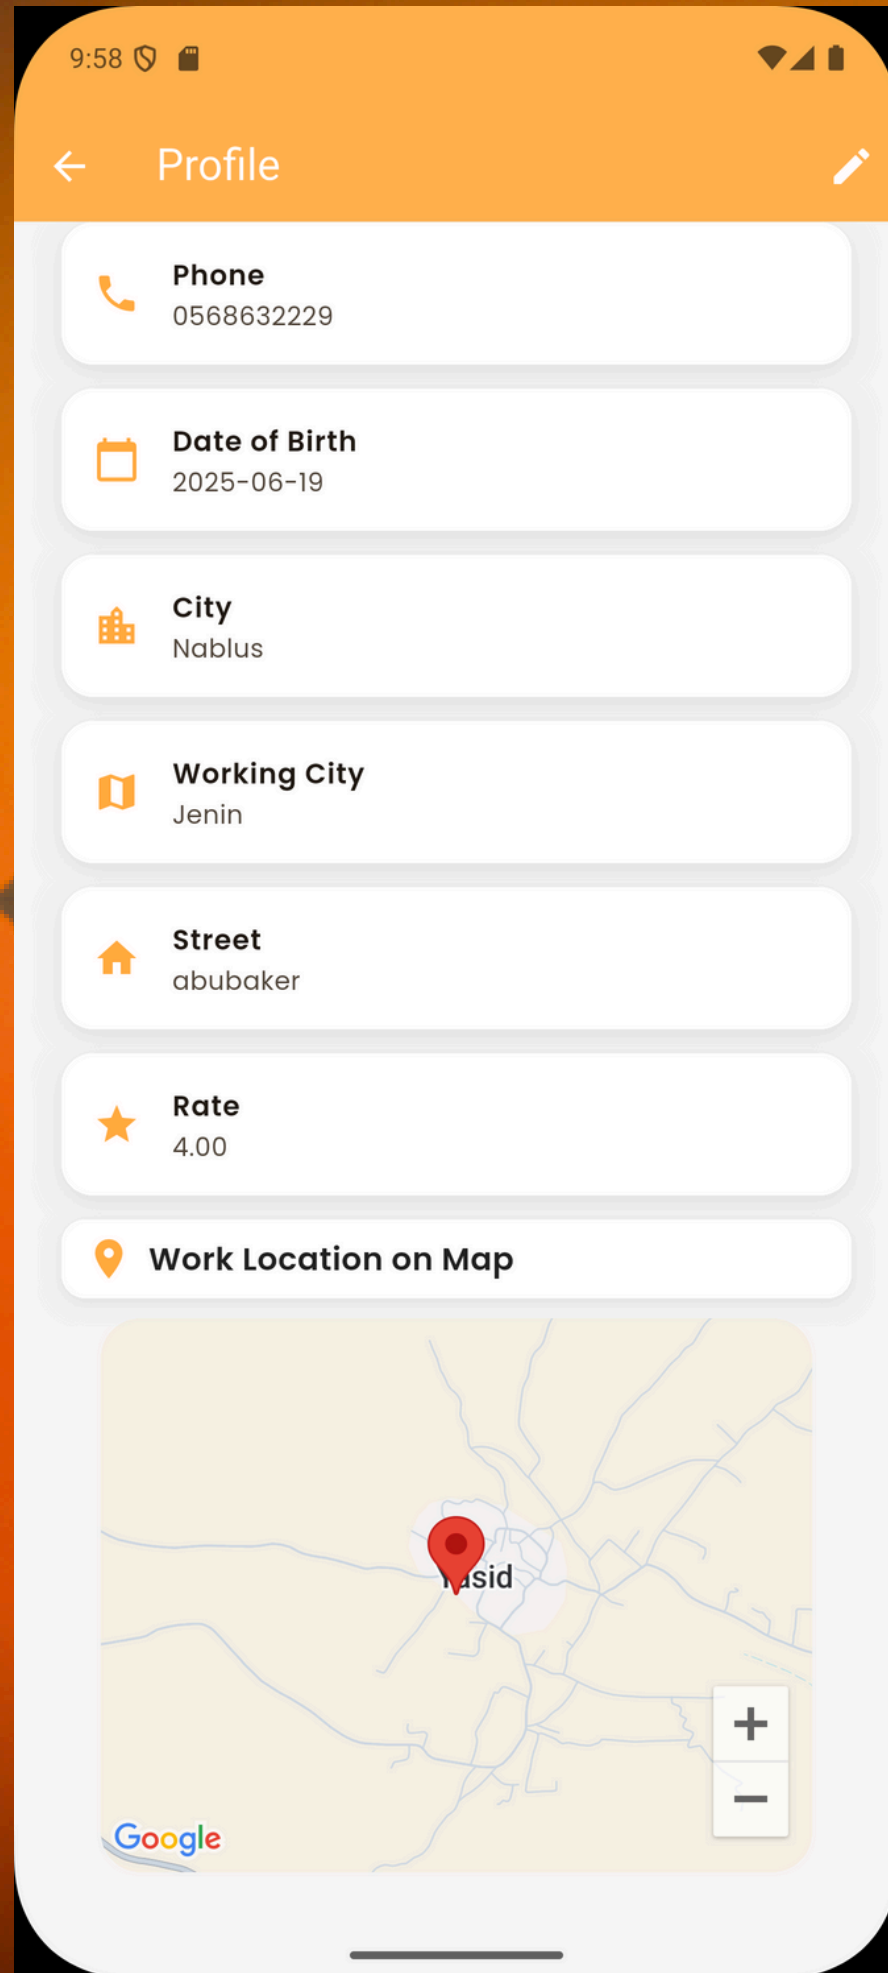 9:58
Profile
Phone
0568632229
Date of Birth
2025-06-19
City
Nablus
Working City
Jenin
Street
abubaker
Rate
4.00
Work Location on Map
Yasid
+
−
Google